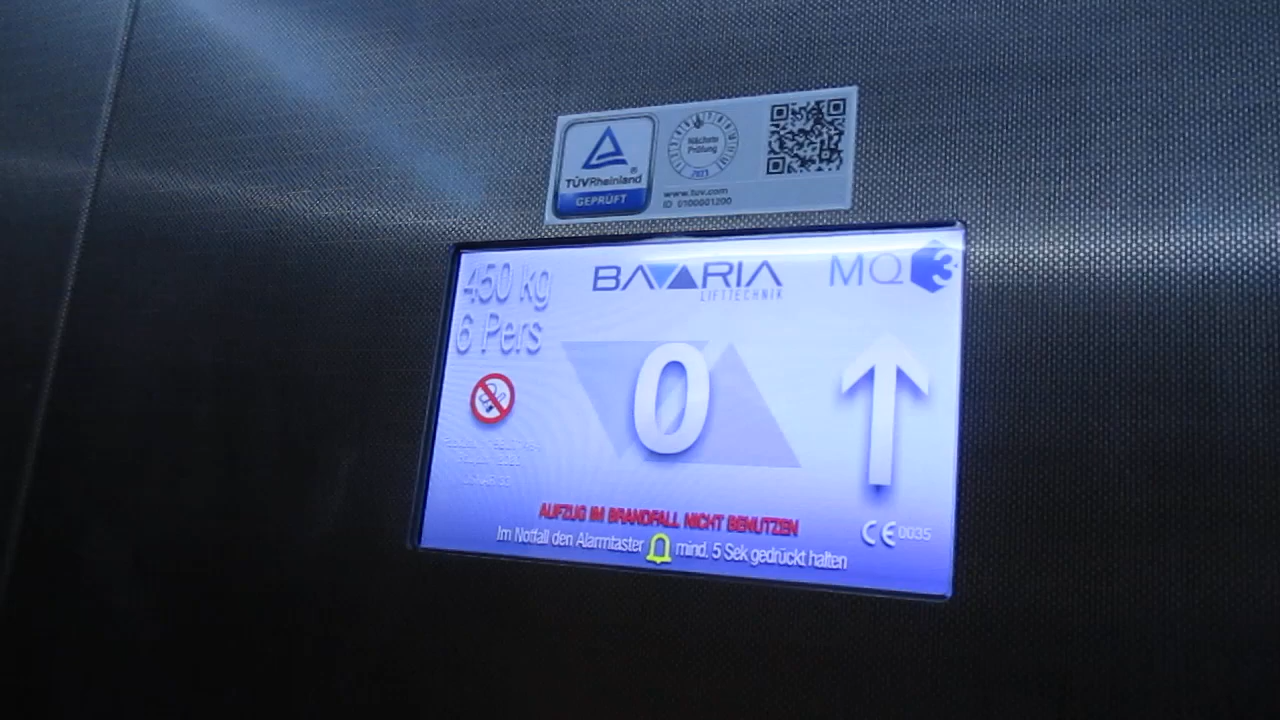 TÜVRheinland®
GEPRÜFT
Nächste
Prüfung
www.tuv.com
ID 0100001200
450 kg
6 Pers
BAVARIA
LIFTTECHNIK
MQ 3
0
AUFZUG IM BRANDFALL NICHT BENUTZEN
Im Notfall den Alarmtaster mind. 5 Sek gedrückt halten
CE 0035